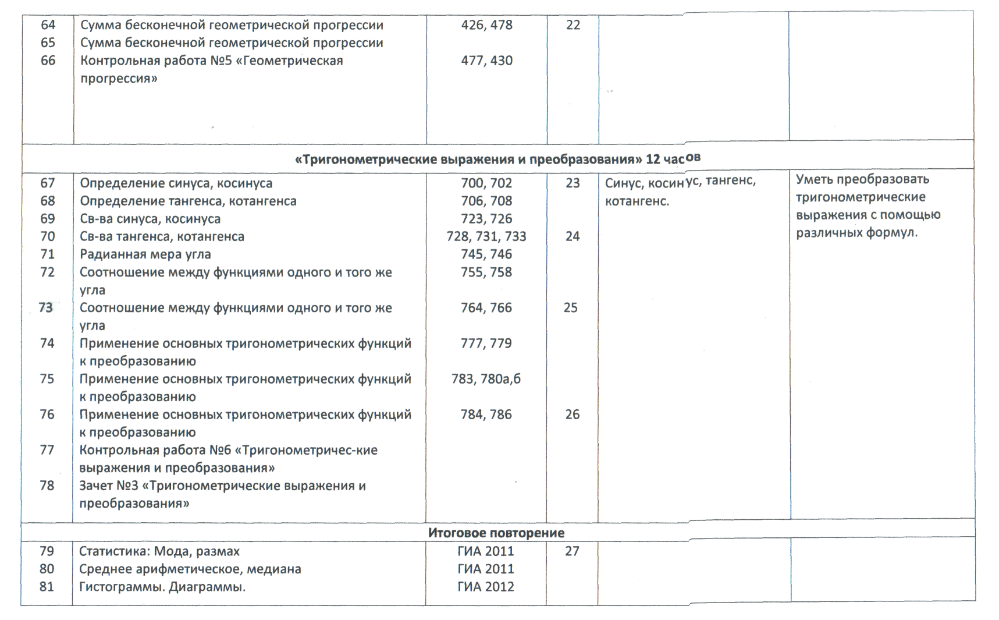 64 Сумма бесконечной геометрической прогрессии 426, 478 22
65 Сумма бесконечной геометрической прогрессии
66 Контрольная работа №5 «Геометрическая 477, 430
прогрессия»
«Тригонометрические выражения и преобразования» 12 часов
67 Определение синуса, косинуса 700, 702 23 Синус, косинус, тангенс, Уметь преобразовать
68 Определение тангенса, котангенса 706, 708 котангенс. тригонометрические
69 Св-ва синуса, косинуса 723, 726 выражения с помощью
70 Св-ва тангенса, котангенса 728, 731, 733 24 различных формул.
71 Радианная мера угла 745, 746
72 Соотношение между функциями одного и того же 755, 758
угла
73 Соотношение между функциями одного и того же 764, 766 25
угла
74 Применение основных тригонометрических функций 777, 779
к преобразованию
75 Применение основных тригонометрических функций 783, 780а,б
к преобразованию
76 Применение основных тригонометрических функций 784, 786 26
к преобразованию
77 Контрольная работа №6 «Тригонометричес-кие
выражения и преобразования»
78 Зачет №3 «Тригонометрические выражения и
преобразования»
Итоговое повторение
79 Статистика: Мода, размах ГИА 2011 27
80 Среднее арифметическое, медиана ГИА 2011
81 Гистограммы. Диаграммы. ГИА 2012